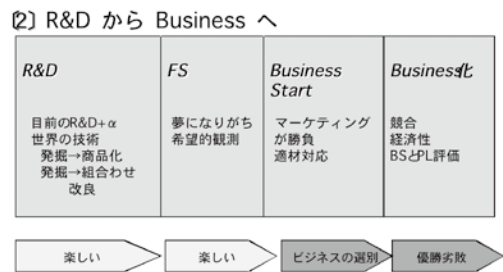 〔2〕 R&D から Business へ
R&D
目前のR&D+α
世界の技術
発掘→商品化
発掘→組合わせ
改良
FS
夢になりがち
希望的観測
Business
Start
マーケティング
が勝負
適材対応
Business化
競合
経済性
BSとPL評価
楽しい
楽しい
ビジネスの選別
優勝劣敗